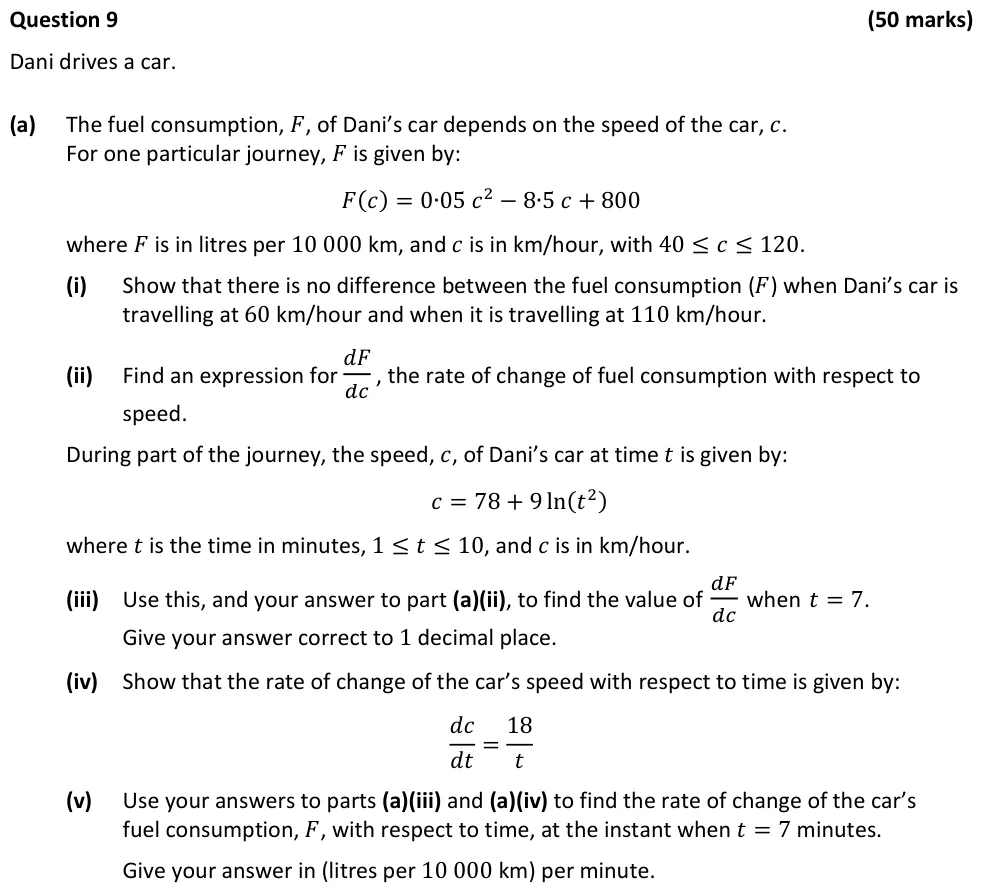 Question 9 (50 marks)
Dani drives a car.
(a) The fuel consumption, F, of Dani’s car depends on the speed of the car, c.
For one particular journey, F is given by:
F(c) = 0·05 c² − 8·5 c + 800
where F is in litres per 10 000 km, and c is in km/hour, with 40 ≤ c ≤ 120.
(i) Show that there is no difference between the fuel consumption (F) when Dani’s car is
travelling at 60 km/hour and when it is travelling at 110 km/hour.
(ii) Find an expression for dF/dc, the rate of change of fuel consumption with respect to
speed.
During part of the journey, the speed, c, of Dani’s car at time t is given by:
c = 78 + 9 ln(t²)
where t is the time in minutes, 1 ≤ t ≤ 10, and c is in km/hour.
(iii) Use this, and your answer to part (a)(ii), to find the value of dF/dc when t = 7.
Give your answer correct to 1 decimal place.
(iv) Show that the rate of change of the car’s speed with respect to time is given by:
dc/dt = 18/t
(v) Use your answers to parts (a)(iii) and (a)(iv) to find the rate of change of the car’s
fuel consumption, F, with respect to time, at the instant when t = 7 minutes.
Give your answer in (litres per 10 000 km) per minute.